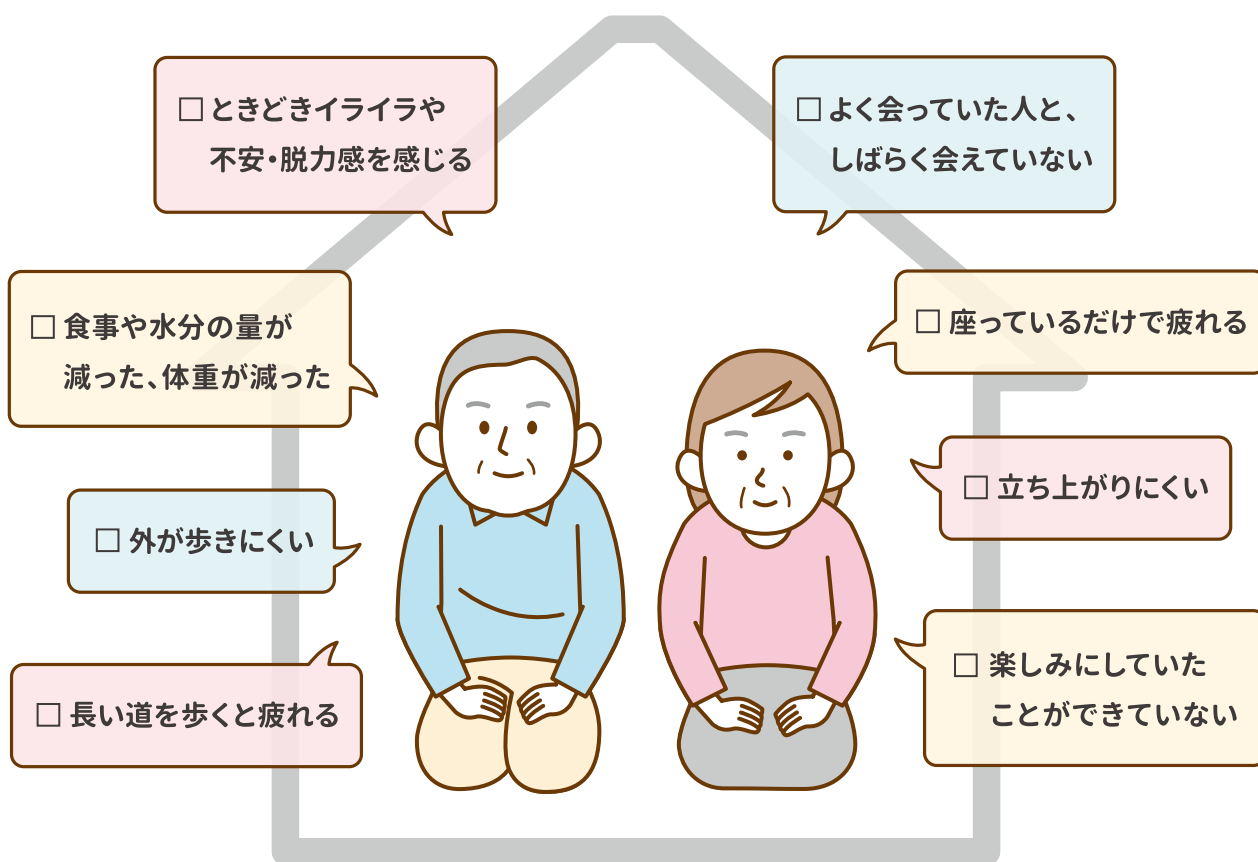 □ ときどきイライラや
不安・脱力感を感じる
□ よく会っていた人と、
しばらく会えていない
□ 食事や水分の量が
減った、体重が減った
□ 座っているだけで疲れる
□ 外が歩きにくい
□ 立ち上がりにくい
□ 長い道を歩くと疲れる
□ 楽しみにしていた
ことができていない